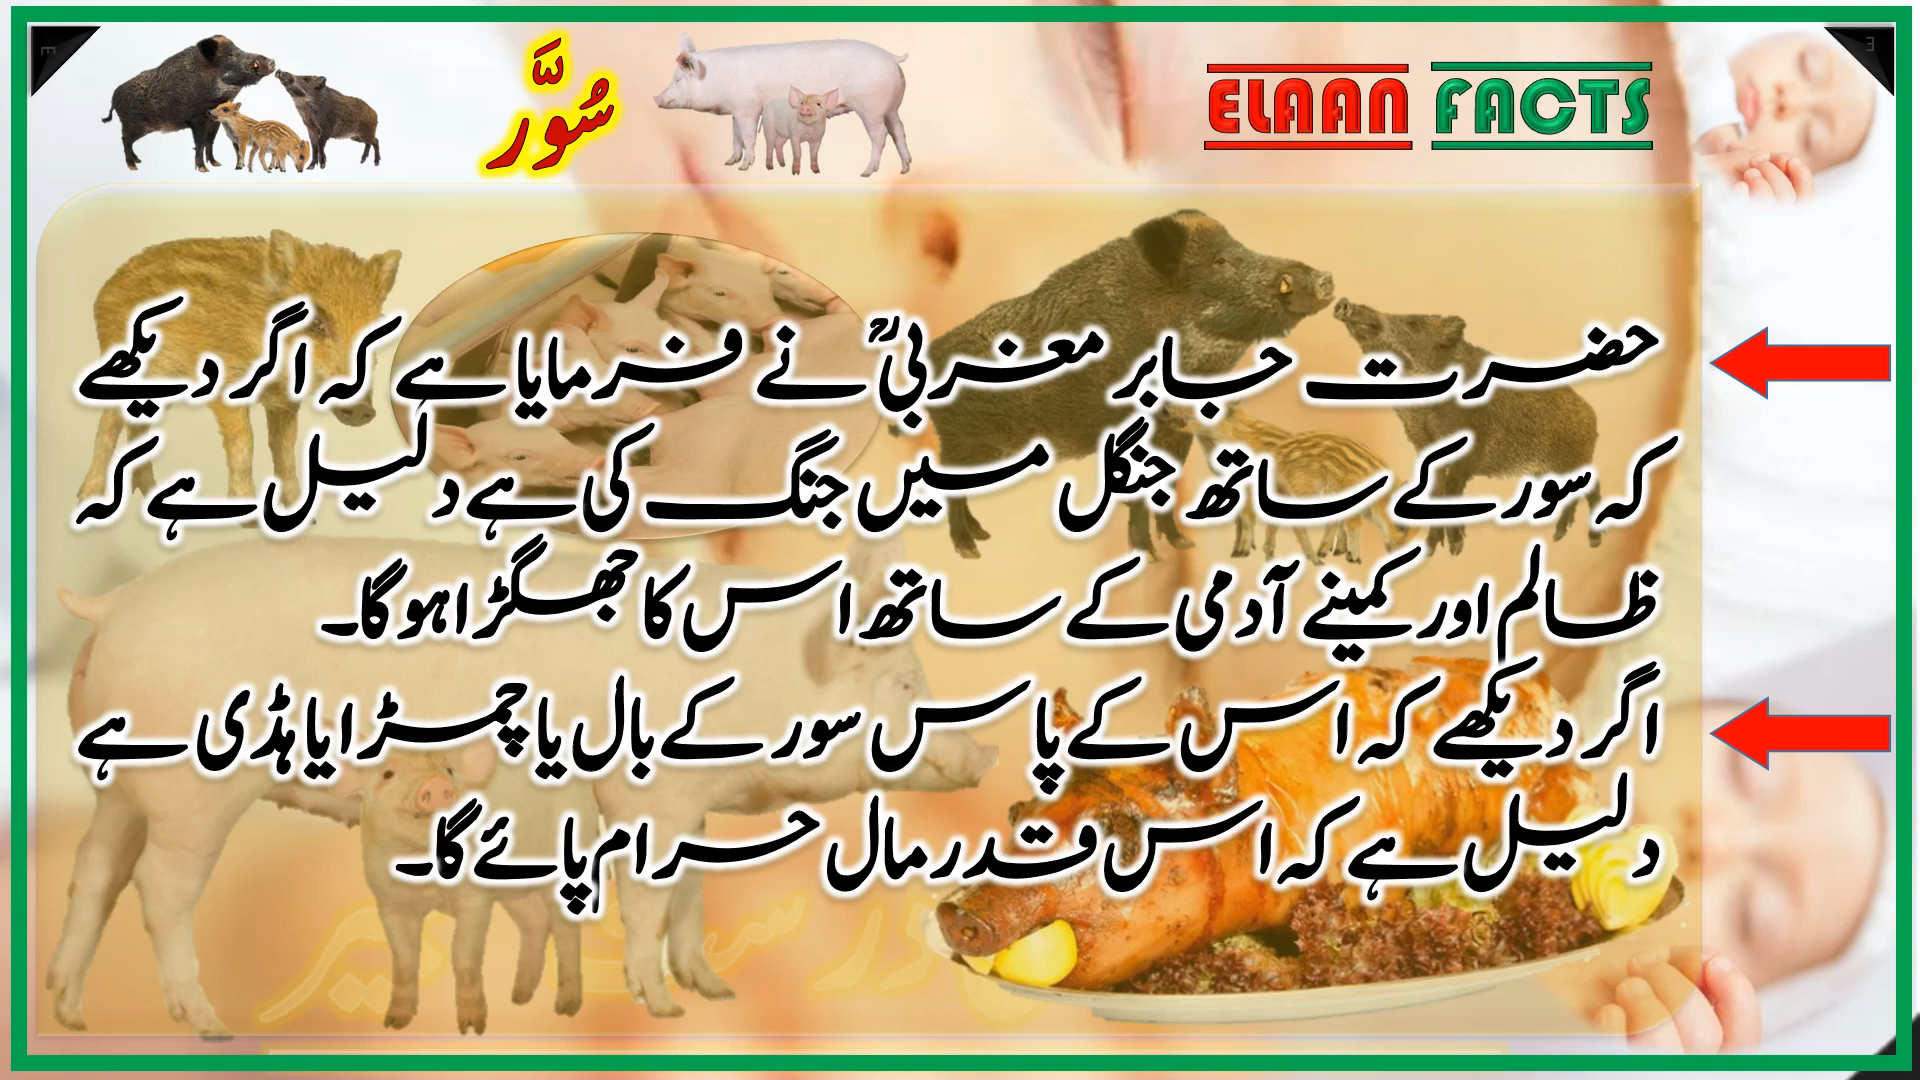 سُوَّر
ELAAN FACTS
حضرت جابر مغربیؒ نے فرمایا ہے کہ اگر دیکھے
کہ سور کے ساتھ جنگل میں جنگ کی ہے دلیل ہے کہ
ظالم اور کمینے آدمی کے ساتھ اس کا جھگڑا ہوگا۔
اگر دیکھے کہ اس کے پاس سور کے بال یا چمڑا یا ہڈی ہے
دلیل ہے کہ اس قدر مال حرام پائے گا۔